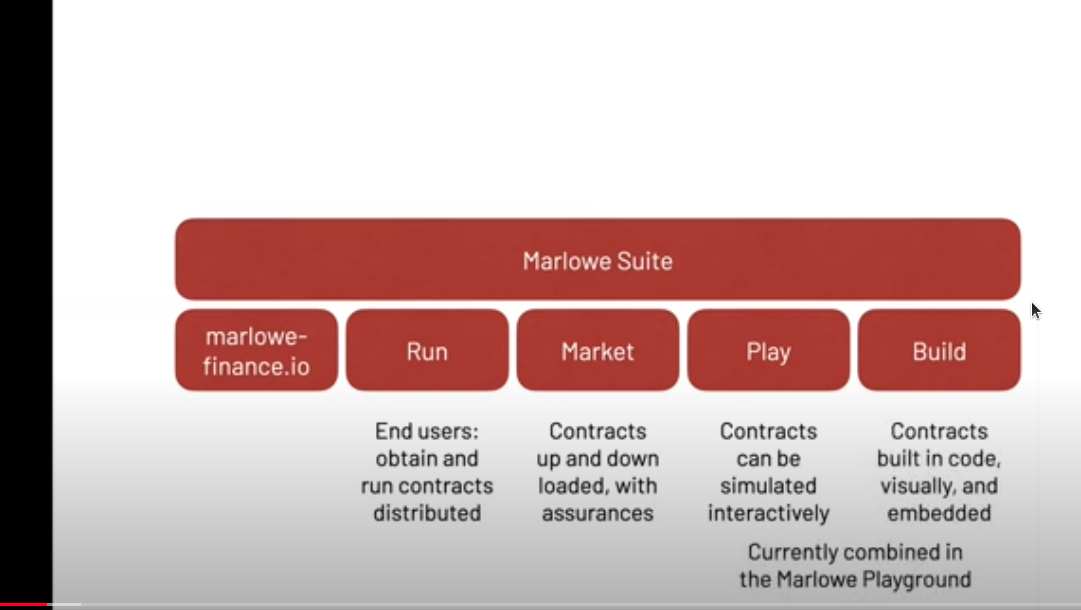 Marlowe Suite
marlowe-
finance.io
Run
Market
Play
Build
End users:
obtain and
run contracts
distributed
Contracts
up and down
loaded, with
assurances
Contracts
can be
simulated
interactively
Contracts
built in code,
visually, and
embedded
Currently combined in
the Marlowe Playground